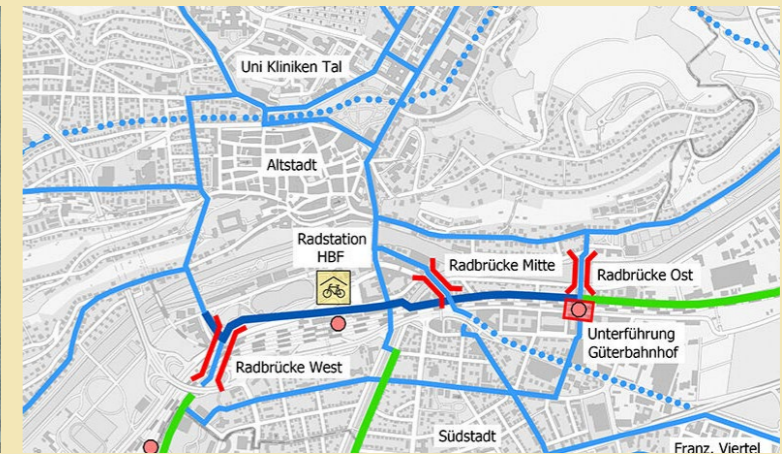 Uni Kliniken Tal
Altstadt
Radstation
HBF
Radbrücke Mitte
Radbrücke Ost
Unterführung
Güterbahnhof
Radbrücke West
Südstadt
Franz. Viertel